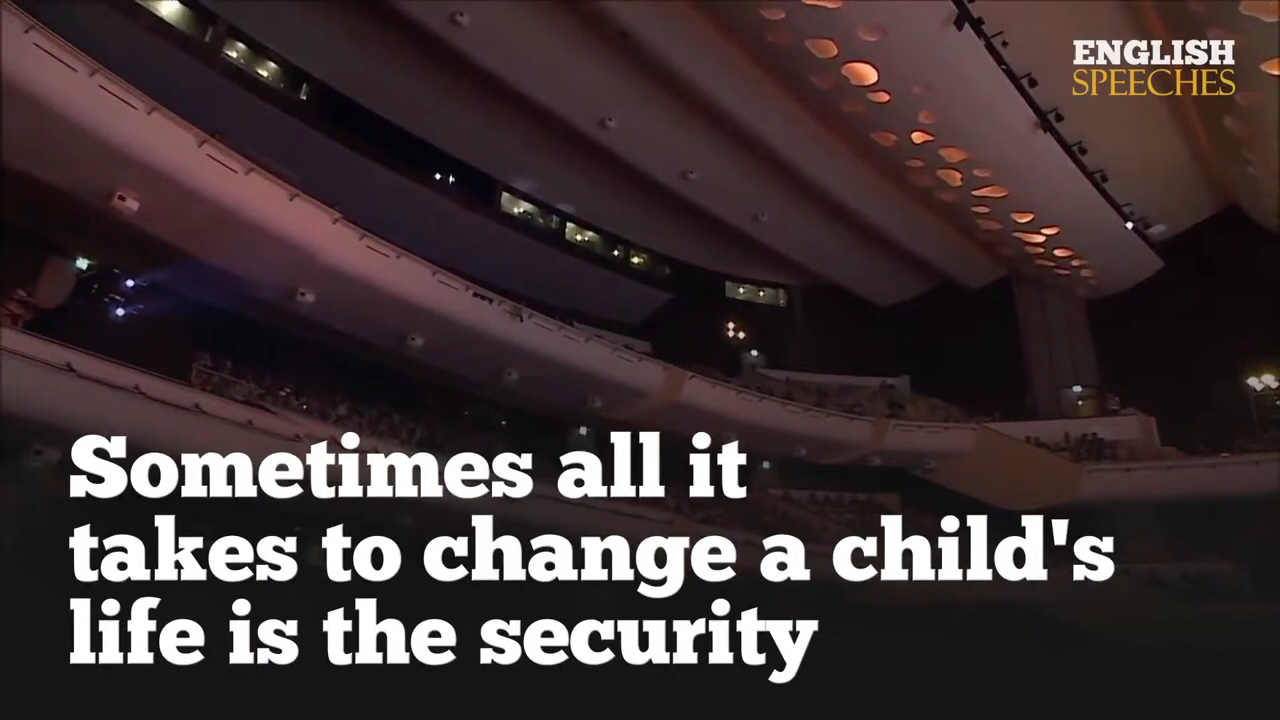 ENGLISH
SPEECHES
Sometimes all it
takes to change a child's
life is the security